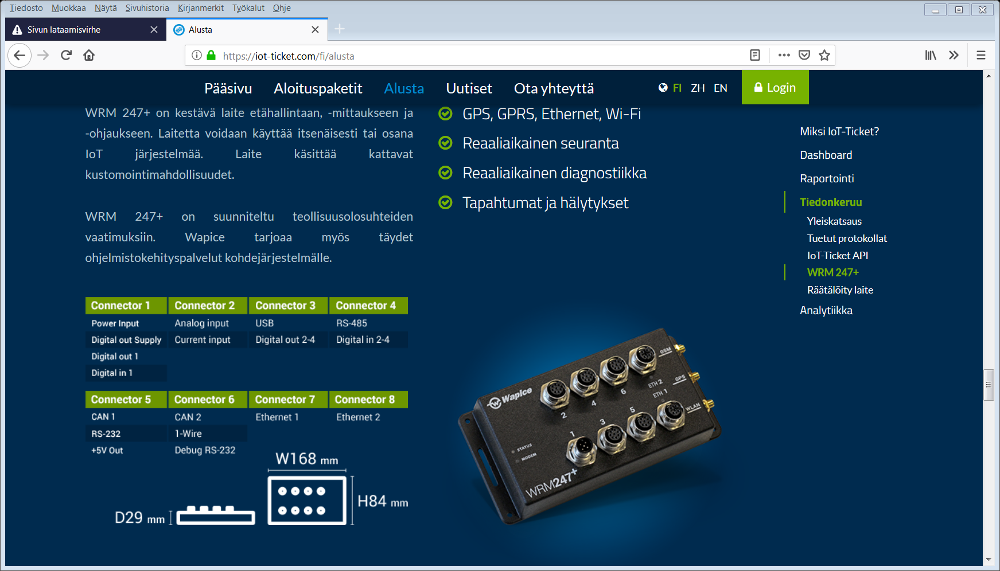 Tiedosto Muokkaa Näytä Sivuhistoria Kirjanmerkit Työkalut Ohje
Sivun lataamisvirhe
Alusta
https://iot-ticket.com/fi/alusta
Pääsivu Aloituspaketit Alusta Uutiset Ota yhteyttä FI ZH EN Login
WRM 247+ on kestävä laite etähallintaan, -mittaukseen ja
-ohjaukseen. Laitetta voidaan käyttää itsenäisesti tai osana
IoT järjestelmää. Laite käsittää kattavat
kustomointimahdollisuudet.
WRM 247+ on suunniteltu teollisuusolosuhteiden
vaatimuksiin. Wapice tarjoaa myös täydet
ohjelmistokehityspalvelut kohdejärjestelmälle.
GPS, GPRS, Ethernet, Wi-Fi
Reaaliaikainen seuranta
Reaaliaikainen diagnostiikka
Tapahtumat ja hälytykset
Miksi IoT-Ticket?
Dashboard
Raportointi
Tiedonkeruu
Yleiskatsaus
Tuetut protokollat
IoT-Ticket API
WRM 247+
Räätälöity laite
Analytiikka
Connector 1 Connector 2 Connector 3 Connector 4
Power Input Analog input USB RS-485
Digital out Supply Current input Digital out 2-4 Digital in 2-4
Digital out 1
Digital in 1
Connector 5 Connector 6 Connector 7 Connector 8
CAN 1 CAN 2 Ethernet 1 Ethernet 2
RS-232 1-Wire
+5V Out Debug RS-232
W168 mm
H84 mm
D29 mm
Wapice
GSM
GPS
WLAN
ETH 2
ETH 1
2
4
6
1
3
5
STATUS
MODEM
WRM247+